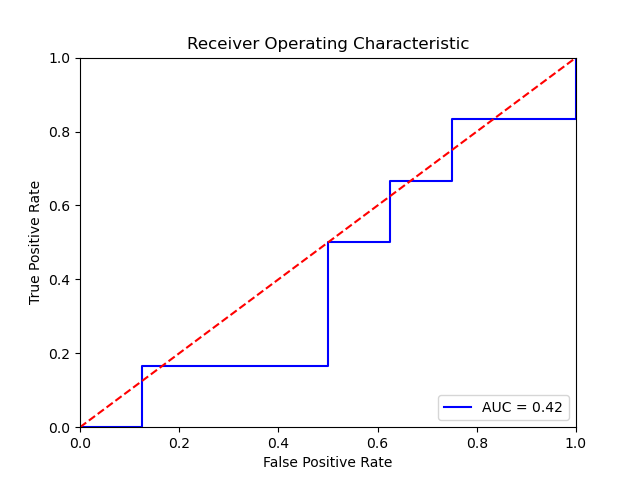 Receiver Operating Characteristic
1.0
0.8
0.6
0.4
0.2
0.0
True Positive Rate
AUC = 0.42
0.0 0.2 0.4 0.6 0.8 1.0
False Positive Rate